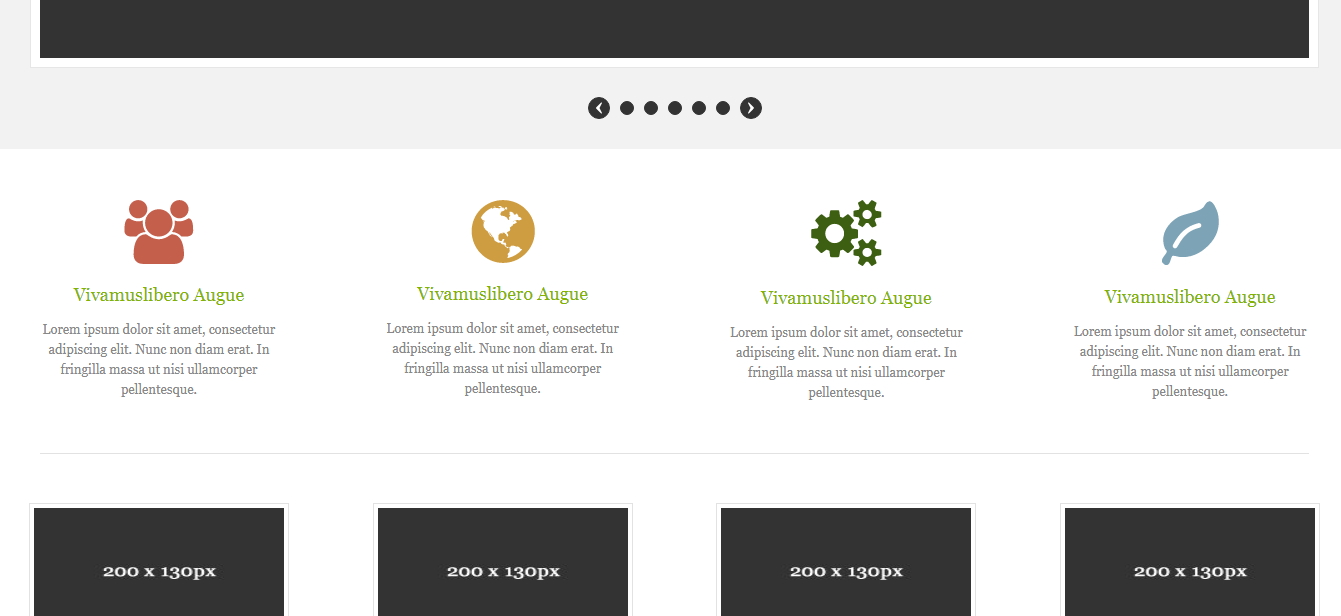 Vivamuslibero Augue
Lorem ipsum dolor sit amet, consectetur
adipiscing elit. Nunc non diam erat. In
fringilla massa ut nisi ullamcorper
pellentesque.
Vivamuslibero Augue
Lorem ipsum dolor sit amet, consectetur
adipiscing elit. Nunc non diam erat. In
fringilla massa ut nisi ullamcorper
pellentesque.
Vivamuslibero Augue
Lorem ipsum dolor sit amet, consectetur
adipiscing elit. Nunc non diam erat. In
fringilla massa ut nisi ullamcorper
pellentesque.
Vivamuslibero Augue
Lorem ipsum dolor sit amet, consectetur
adipiscing elit. Nunc non diam erat. In
fringilla massa ut nisi ullamcorper
pellentesque.
200 x 130px
200 x 130px
200 x 130px
200 x 130px